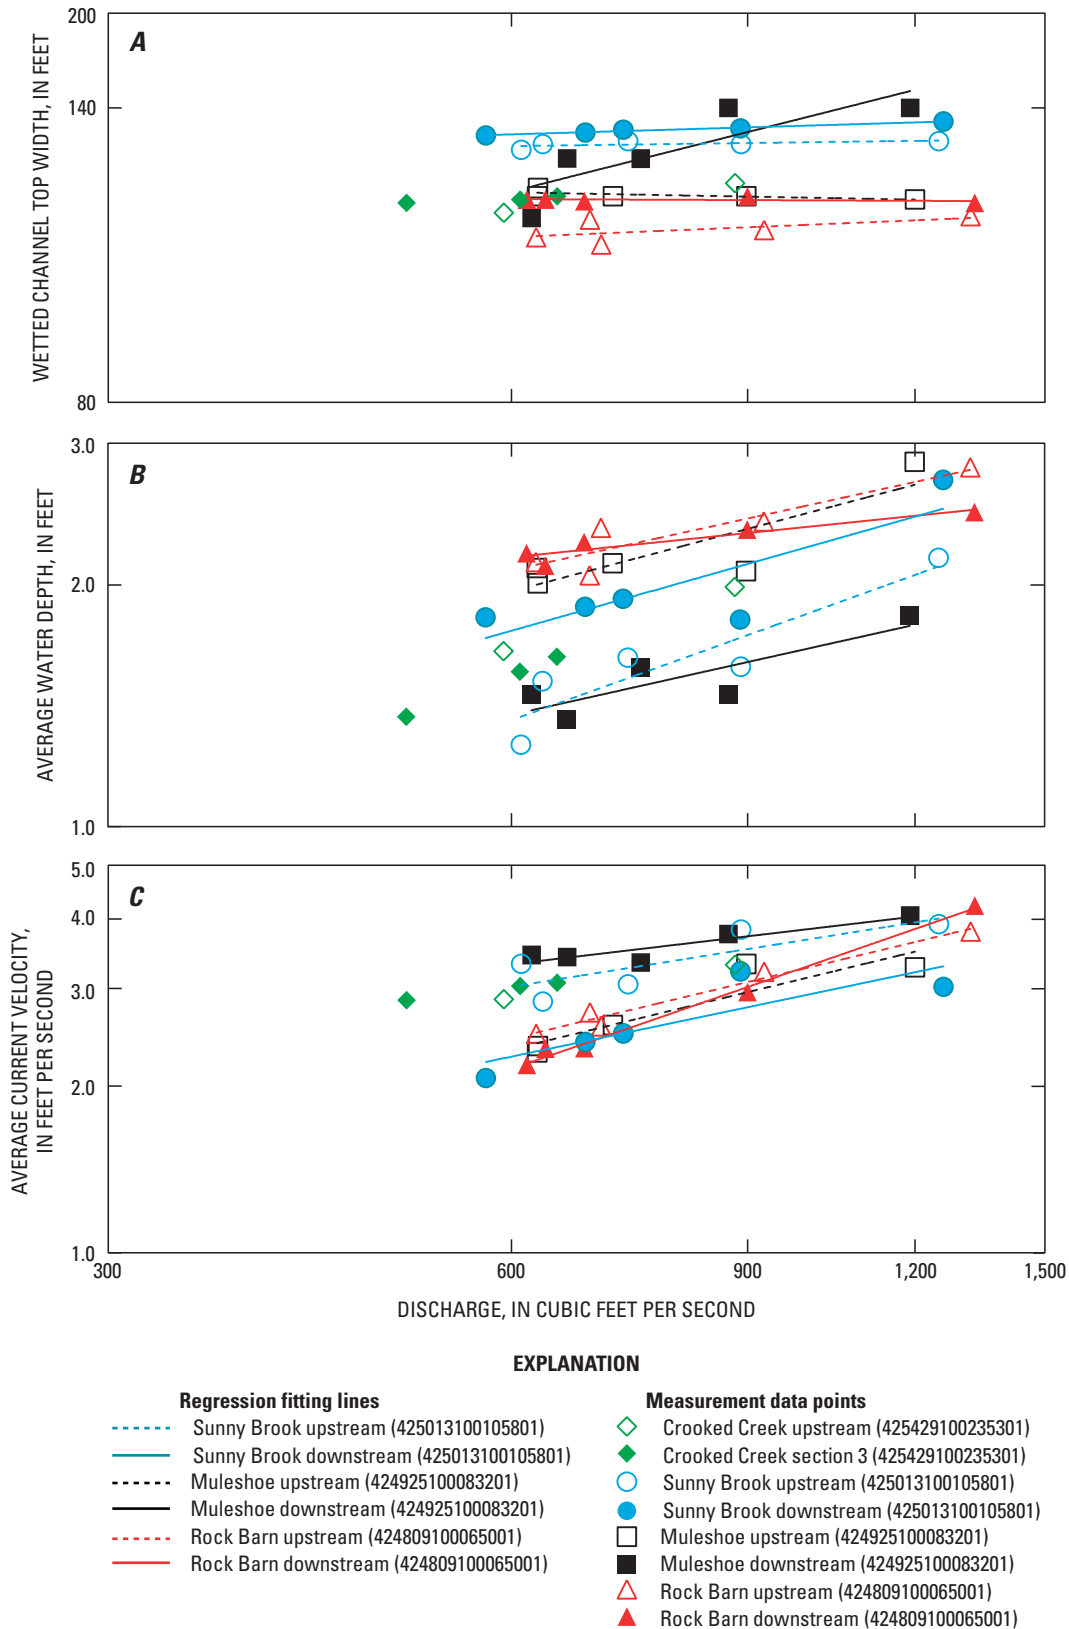 200
A
140
WETTED CHANNEL TOP WIDTH, IN FEET
80
3.0
B
2.0
AVERAGE WATER DEPTH, IN FEET
1.0
5.0
C
4.0
3.0
AVERAGE CURRENT VELOCITY,
IN FEET PER SECOND
2.0
1.0
300 600 900 1,200 1,500
DISCHARGE, IN CUBIC FEET PER SECOND
EXPLANATION
Regression fitting lines
Sunny Brook upstream (425013100105801)
Sunny Brook downstream (425013100105801)
Muleshoe upstream (424925100083201)
Muleshoe downstream (424925100083201)
Rock Barn upstream (424809100065001)
Rock Barn downstream (424809100065001)
Measurement data points
Crooked Creek upstream (425429100235301)
Crooked Creek section 3 (425429100235301)
Sunny Brook upstream (425013100105801)
Sunny Brook downstream (425013100105801)
Muleshoe upstream (424925100083201)
Muleshoe downstream (424925100083201)
Rock Barn upstream (424809100065001)
Rock Barn downstream (424809100065001)